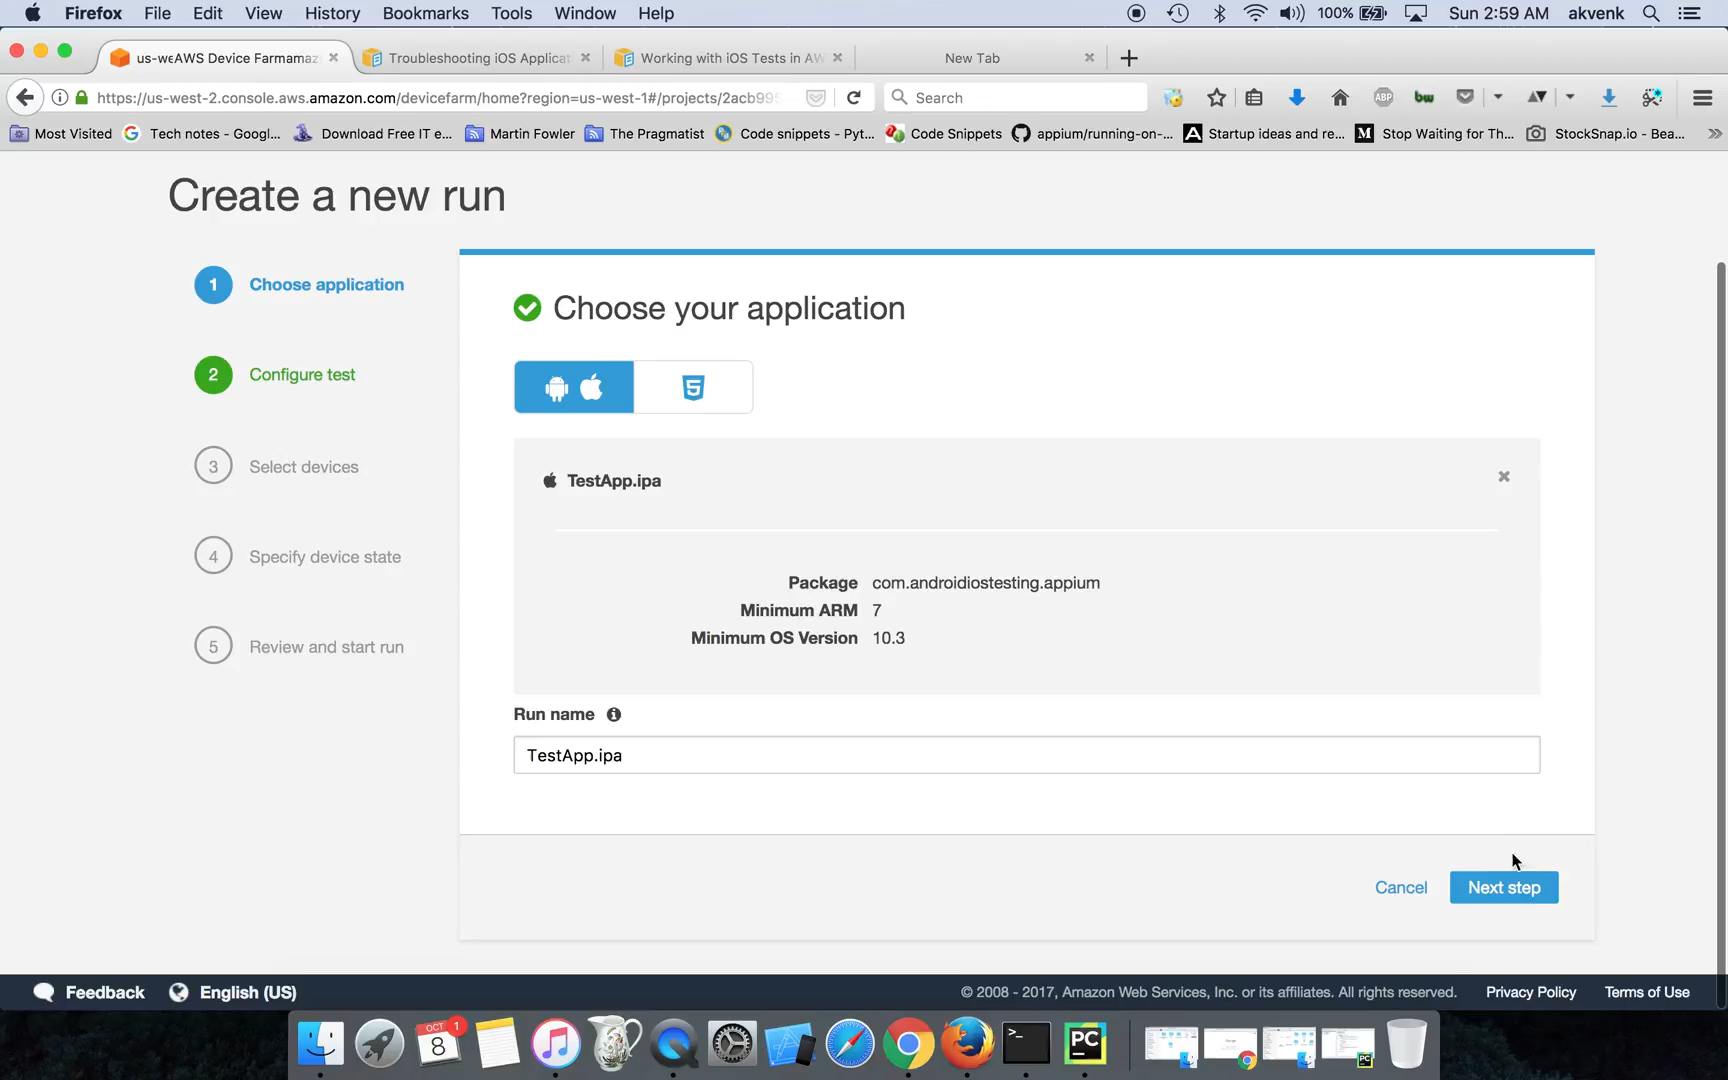 Firefox File Edit View History Bookmarks Tools Window Help 100% Sun 2:59 AM akvenk
us-weAWS Device Farmamaz Troubleshooting iOS Applicat Working with iOS Tests in AW New Tab
https://us-west-2.console.aws.amazon.com/devicefarm/home?region=us-west-1#/projects/2acb995 Search ABP bw
Most Visited Tech notes - Googl... Download Free IT e... Martin Fowler The Pragmatist Code snippets - Pyt... Code Snippets appium/running-on-... Startup ideas and re... Stop Waiting for Th... StockSnap.io - Bea...
Create a new run
1 Choose application
2 Configure test
3 Select devices
4 Specify device state
5 Review and start run
Choose your application
TestApp.ipa
Package com.androidiostesting.appium
Minimum ARM 7
Minimum OS Version 10.3
Run name
TestApp.ipa
Cancel Next step
Feedback English (US) © 2008 - 2017, Amazon Web Services, Inc. or its affiliates. All rights reserved. Privacy Policy Terms of Use
OCT 8 1 PC